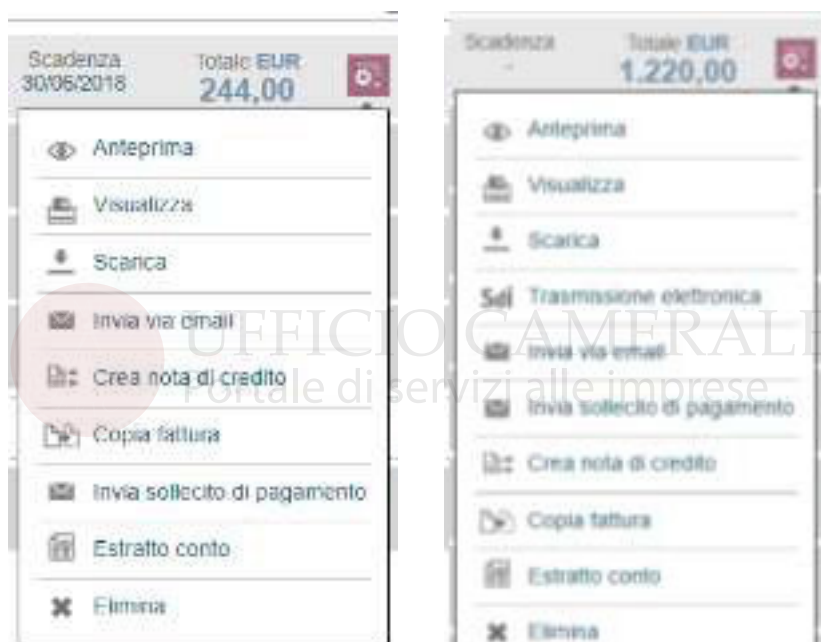 Scadenza Totale EUR
30/06/2018 244,00
Anteprima
Visualizza
Scarica
Invia via email
Crea nota di credito
Copia fattura
Invia sollecito di pagamento
Estratto conto
Elimina
Scadenza Totale EUR
- 1.220,00
Anteprima
Visualizza
Scarica
SdI Trasmissione elettronica
Invia via email
Invia sollecito di pagamento
Crea nota di credito
Copia fattura
Estratto conto
Elimina
UFFICIO CAMERALE
Portale di servizi alle imprese